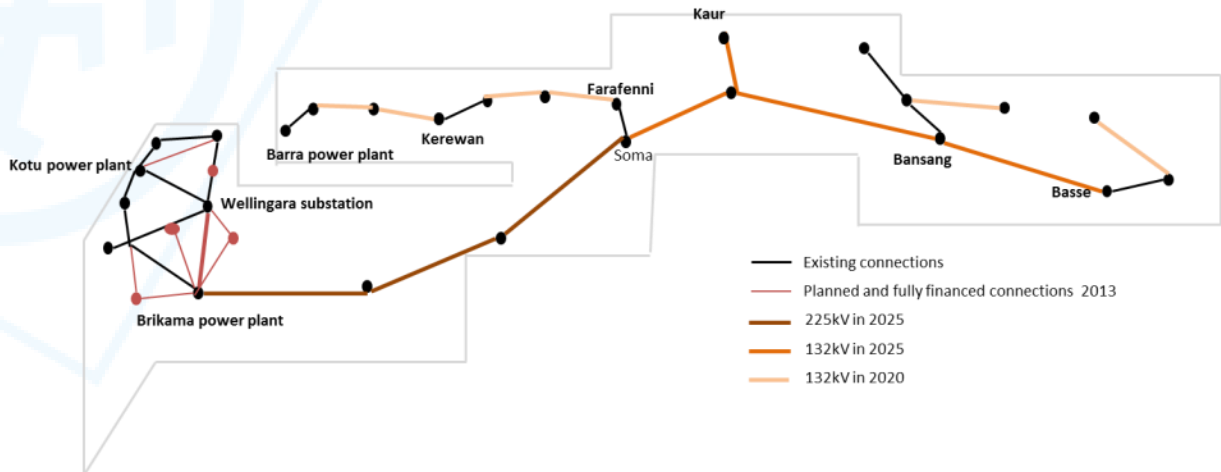 Kaur
Farafenni
Kerewan
Soma
Barra power plant
Kotu power plant
Bansang
Basse
Wellingara substation
Brikama power plant
Existing connections
Planned and fully financed connections 2013
225kV in 2025
132kV in 2025
132kV in 2020